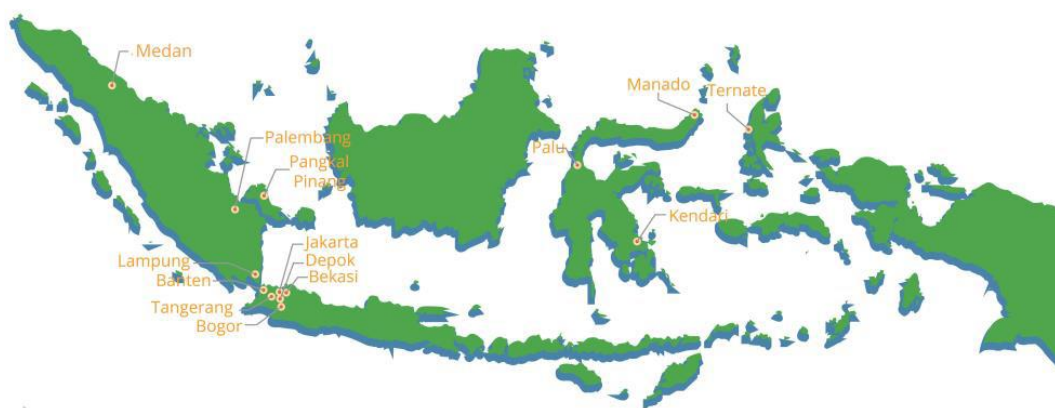 Medan
Manado
Ternate
Palembang
Palu
Pangkal
Pinang
Kendari
Jakarta
Lampung
Depok
Banten
Bekasi
Tangerang
Bogor